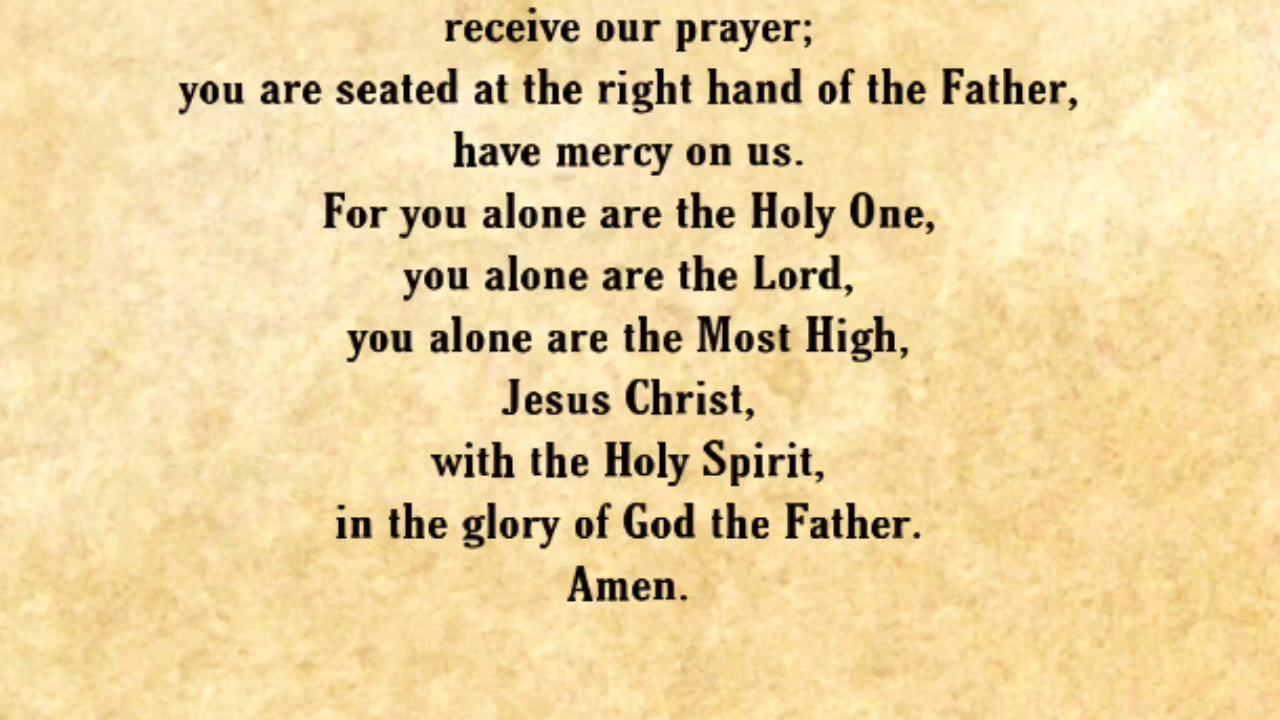 receive our prayer;
you are seated at the right hand of the Father,
have mercy on us.
For you alone are the Holy One,
you alone are the Lord,
you alone are the Most High,
Jesus Christ,
with the Holy Spirit,
in the glory of God the Father.
Amen.